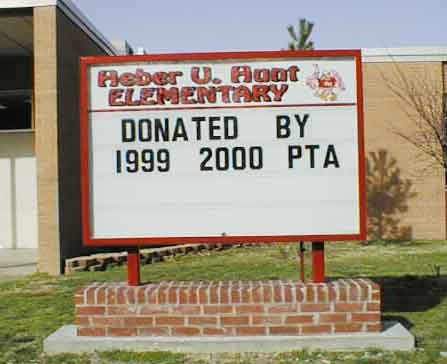 Heber U. Hunt
ELEMENTARY
DONATED BY
1999 2000 PTA